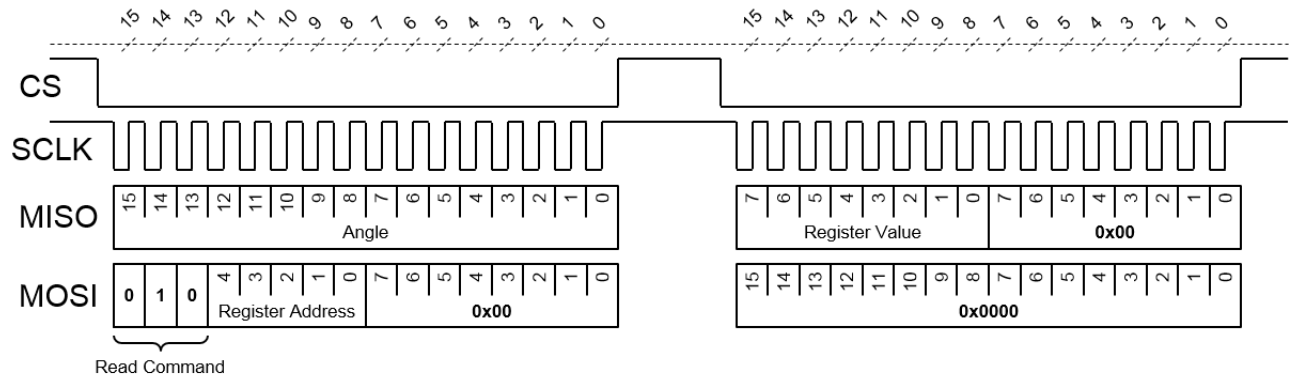 15 14 13 12 11 10 9 8 7 6 5 4 3 2 1 0 15 14 13 12 11 10 9 8 7 6 5 4 3 2 1 0
CS
SCLK
MISO 15 14 13 12 11 10 9 8 7 6 5 4 3 2 1 0 7 6 5 4 3 2 1 0 7 6 5 4 3 2 1 0
Angle Register Value 0x00
MOSI 0 1 0 4 3 2 1 0 7 6 5 4 3 2 1 0 15 14 13 12 11 10 9 8 7 6 5 4 3 2 1 0
Register Address 0x00 0x0000
Read Command